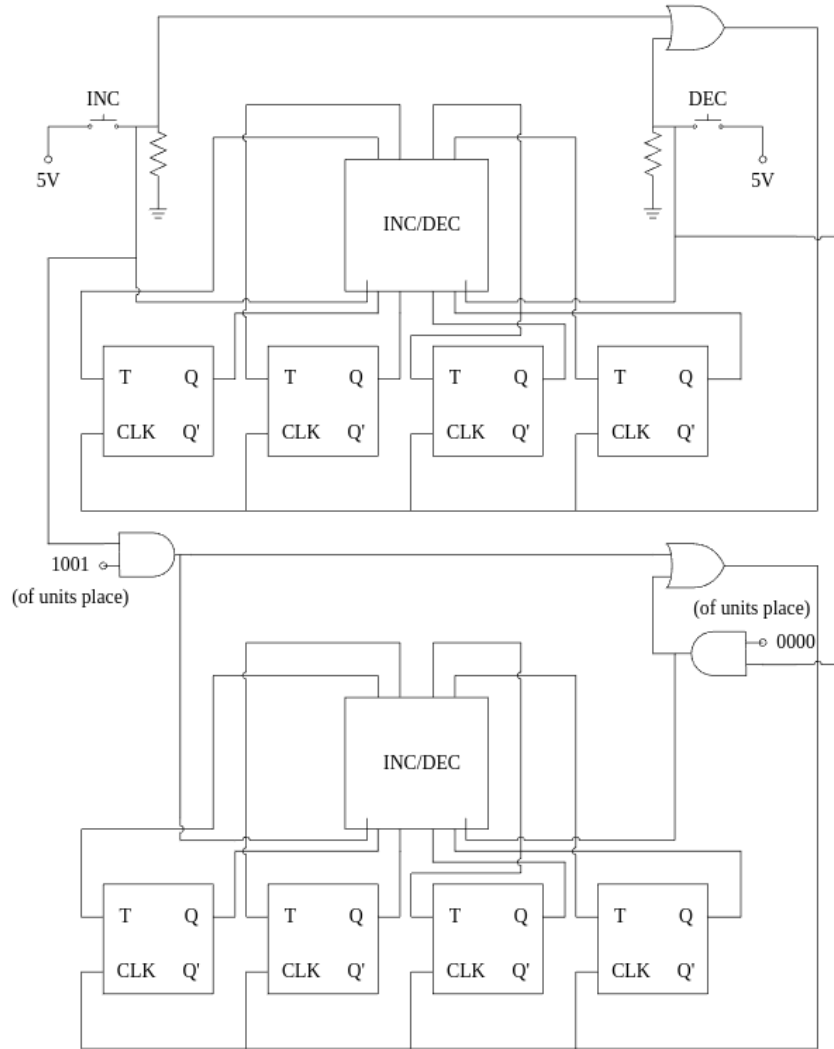 INC
DEC
5V
5V
INC/DEC
T Q T Q T Q T Q
CLK Q' CLK Q' CLK Q' CLK Q'
1001
(of units place)
(of units place)
0000
INC/DEC
T Q T Q T Q T Q
CLK Q' CLK Q' CLK Q' CLK Q'